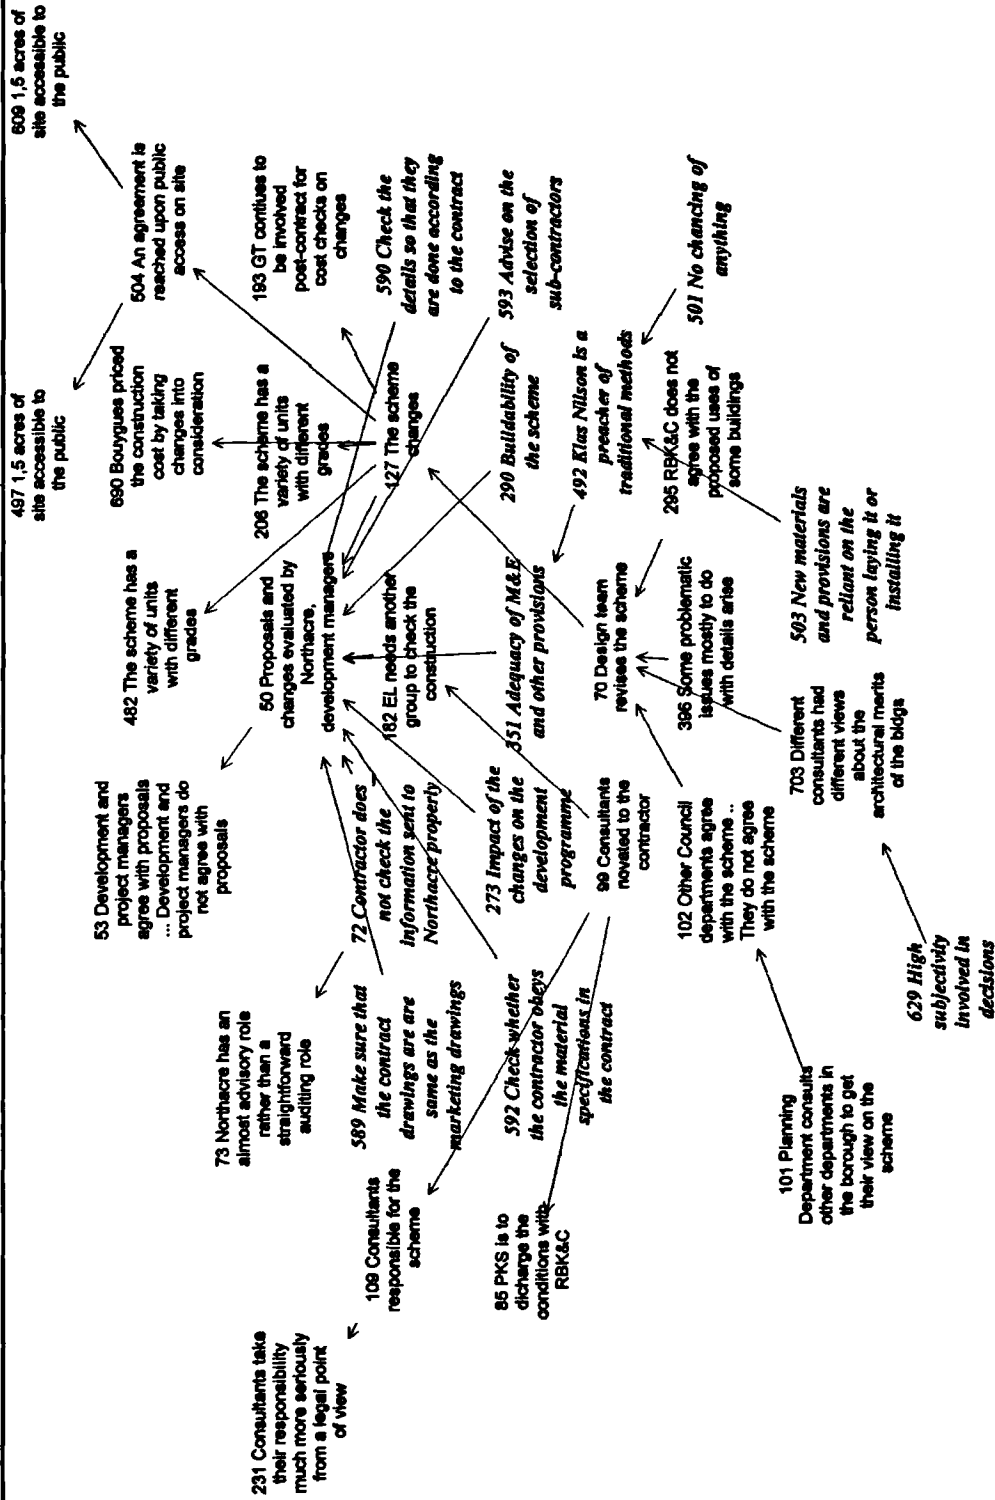 497 1,5 acres of
site accessible to
the public
609 1,5 acres of
site accessible to
the public
504 An agreement is
reached upon public
access on site
690 Bouygues priced
the construction
cost by taking
changes into
consideration
482 The scheme has a
variety of units
with different
grades
206 The scheme has a
variety of units
with different
grades
193 GT contiues to
be involved
post-contract for
cost checks on
changes
53 Development and
project managers
agree with proposals
... Development and
project managers do
not agree with
proposals
50 Proposals and
changes evaluated by
Northacre,
development managers
127 The scheme
changes
590 Check the
details so that they
are done according
to the contract
73 Northacre has an
almost advisory role
rather than a
straightforward
auditing role
72 Contractor does
not check the
information sent to
Northacre property
182 EL needs another
group to check the
construction
290 Buildability of
the scheme
593 Advise on the
selection of
sub-contractors
231 Consultants take
their responsibility
much more seriously
from a legal point
of view
109 Consultants
responsible for the
scheme
589 Make sure that
the contract
drawings are are
same as the
marketing drawings
273 Impact of the
changes on the
development
programme
351 Adequacy of M&E
and other provisions
492 Klas Nilson is a
preacher of
traditional methods
85 PKS is to
dicharge the
conditions with
RBK&C
592 Check whether
the contractor obeys
the material
specifications in
the contract
99 Consultants
novated to the
contractor
70 Design team
revises the scheme
295 RBK&C does not
agree with the
proposed uses of
some buildings
501 No chancing of
anything
102 Other Council
departments agree
with the scheme..
They do not agree
with the scheme
396 Some problematic
issues mostly to do
with details arise
101 Planning
Department consults
other departments in
the borough to get
their view on the
scheme
703 Different
consultants had
different views
about the
architectural merits
of the bldgs
503 New materials
and provisions are
reliant on the
person laying it or
installing it
629 High
subjectivity
involved in
decisions